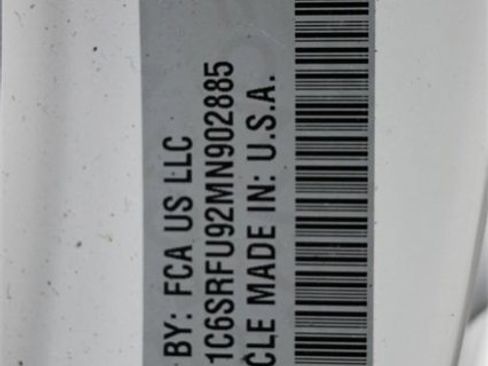 BY: FCA US LLC
1C6SRFU92MN902885
CLE MADE IN: U.S.A.